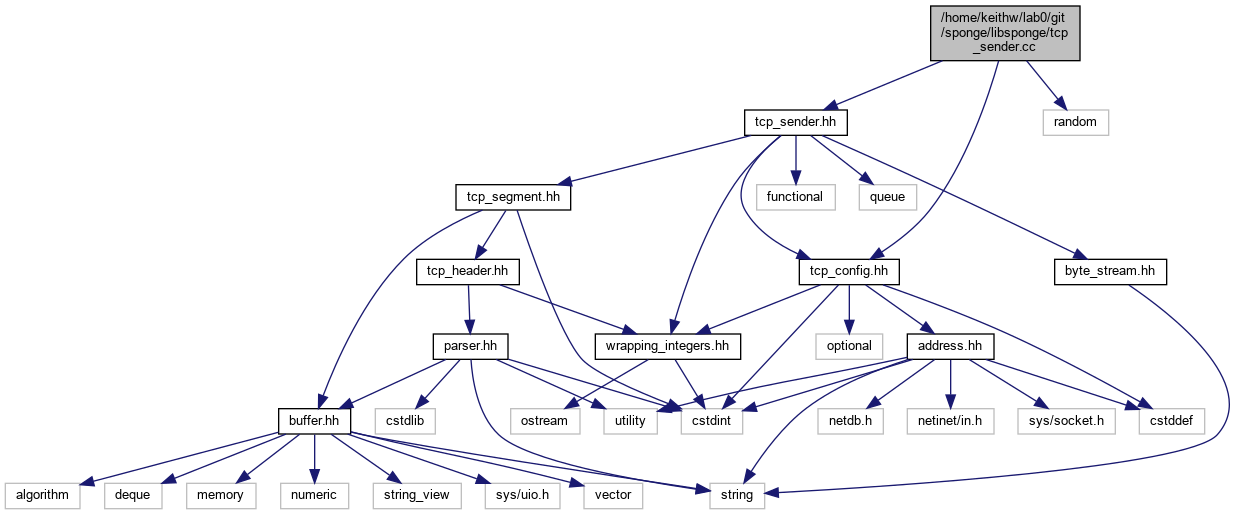 /home/keithw/lab0/git
/sponge/libsponge/tcp
_sender.cc
tcp_sender.hh
random
tcp_segment.hh
functional
queue
tcp_header.hh
tcp_config.hh
byte_stream.hh
parser.hh
wrapping_integers.hh
optional
address.hh
buffer.hh
cstdlib
ostream
utility
cstdint
netdb.h
netinet/in.h
sys/socket.h
cstddef
algorithm
deque
memory
numeric
string_view
sys/uio.h
vector
string